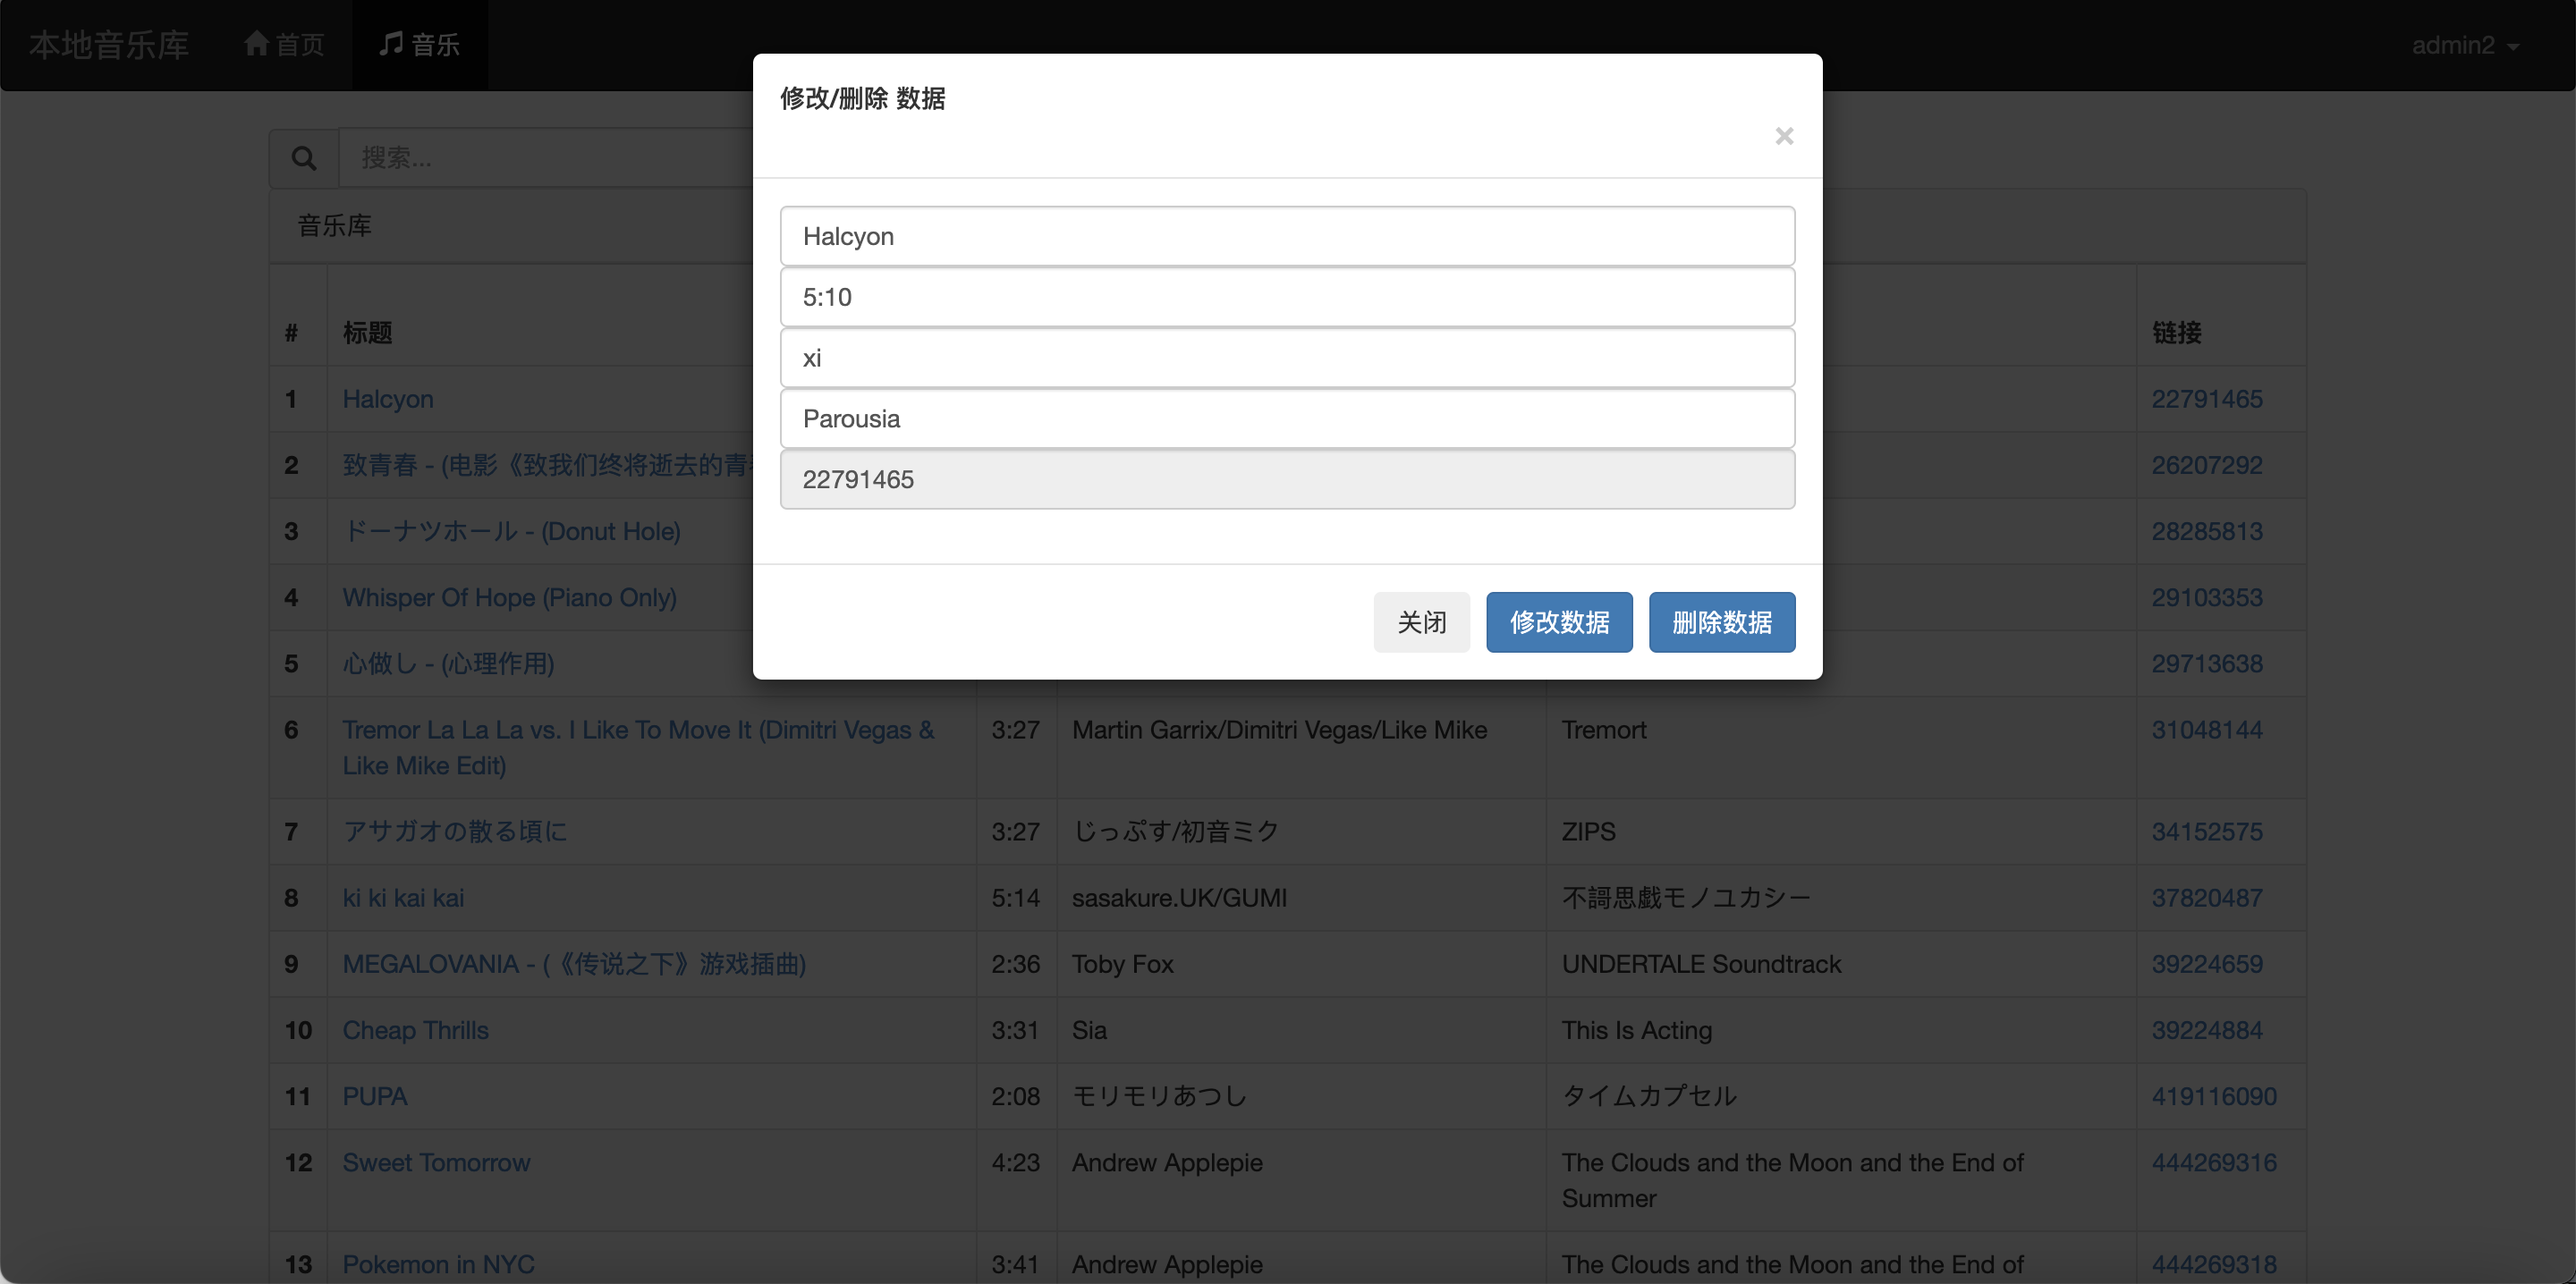 本地音乐库 首页 音乐 admin2
修改/删除 数据
×
搜索...
音乐库
Halcyon
5:10
xi
Parousia
22791465
关闭 修改数据 删除数据
# 标题 链接
1 Halcyon 22791465
2 致青春 - (电影《致我们终将逝去的青 26207292
3 ドーナツホール - (Donut Hole) 28285813
4 Whisper Of Hope (Piano Only) 29103353
5 心做し - (心理作用) 29713638
6 Tremor La La La vs. I Like To Move It (Dimitri Vegas & 3:27 Martin Garrix/Dimitri Vegas/Like Mike Tremort 31048144
Like Mike Edit)
7 アサガオの散る頃に 3:27 じっぷす/初音ミク ZIPS 34152575
8 ki ki kai kai 5:14 sasakure.UK/GUMI 不謌思戯モノユカシー 37820487
9 MEGALOVANIA - (《传说之下》游戏插曲) 2:36 Toby Fox UNDERTALE Soundtrack 39224659
10 Cheap Thrills 3:31 Sia This Is Acting 39224884
11 PUPA 2:08 モリモリあつし タイムカプセル 419116090
12 Sweet Tomorrow 4:23 Andrew Applepie The Clouds and the Moon and the End of 444269316
Summer
13 Pokemon in NYC 3:41 Andrew Applepie The Clouds and the Moon and the End of 444269318